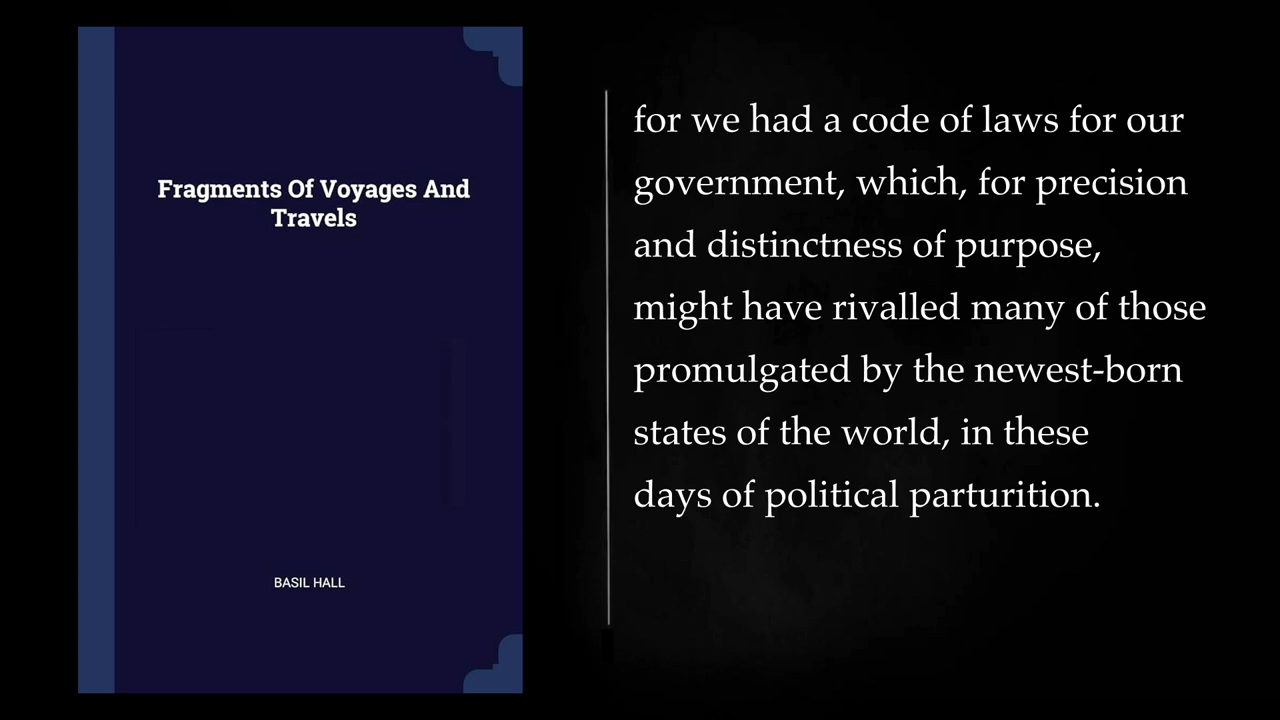 Fragments Of Voyages And
Travels
BASIL HALL
for we had a code of laws for our
government, which, for precision
and distinctness of purpose,
might have rivalled many of those
promulgated by the newest-born
states of the world, in these
days of political parturition.